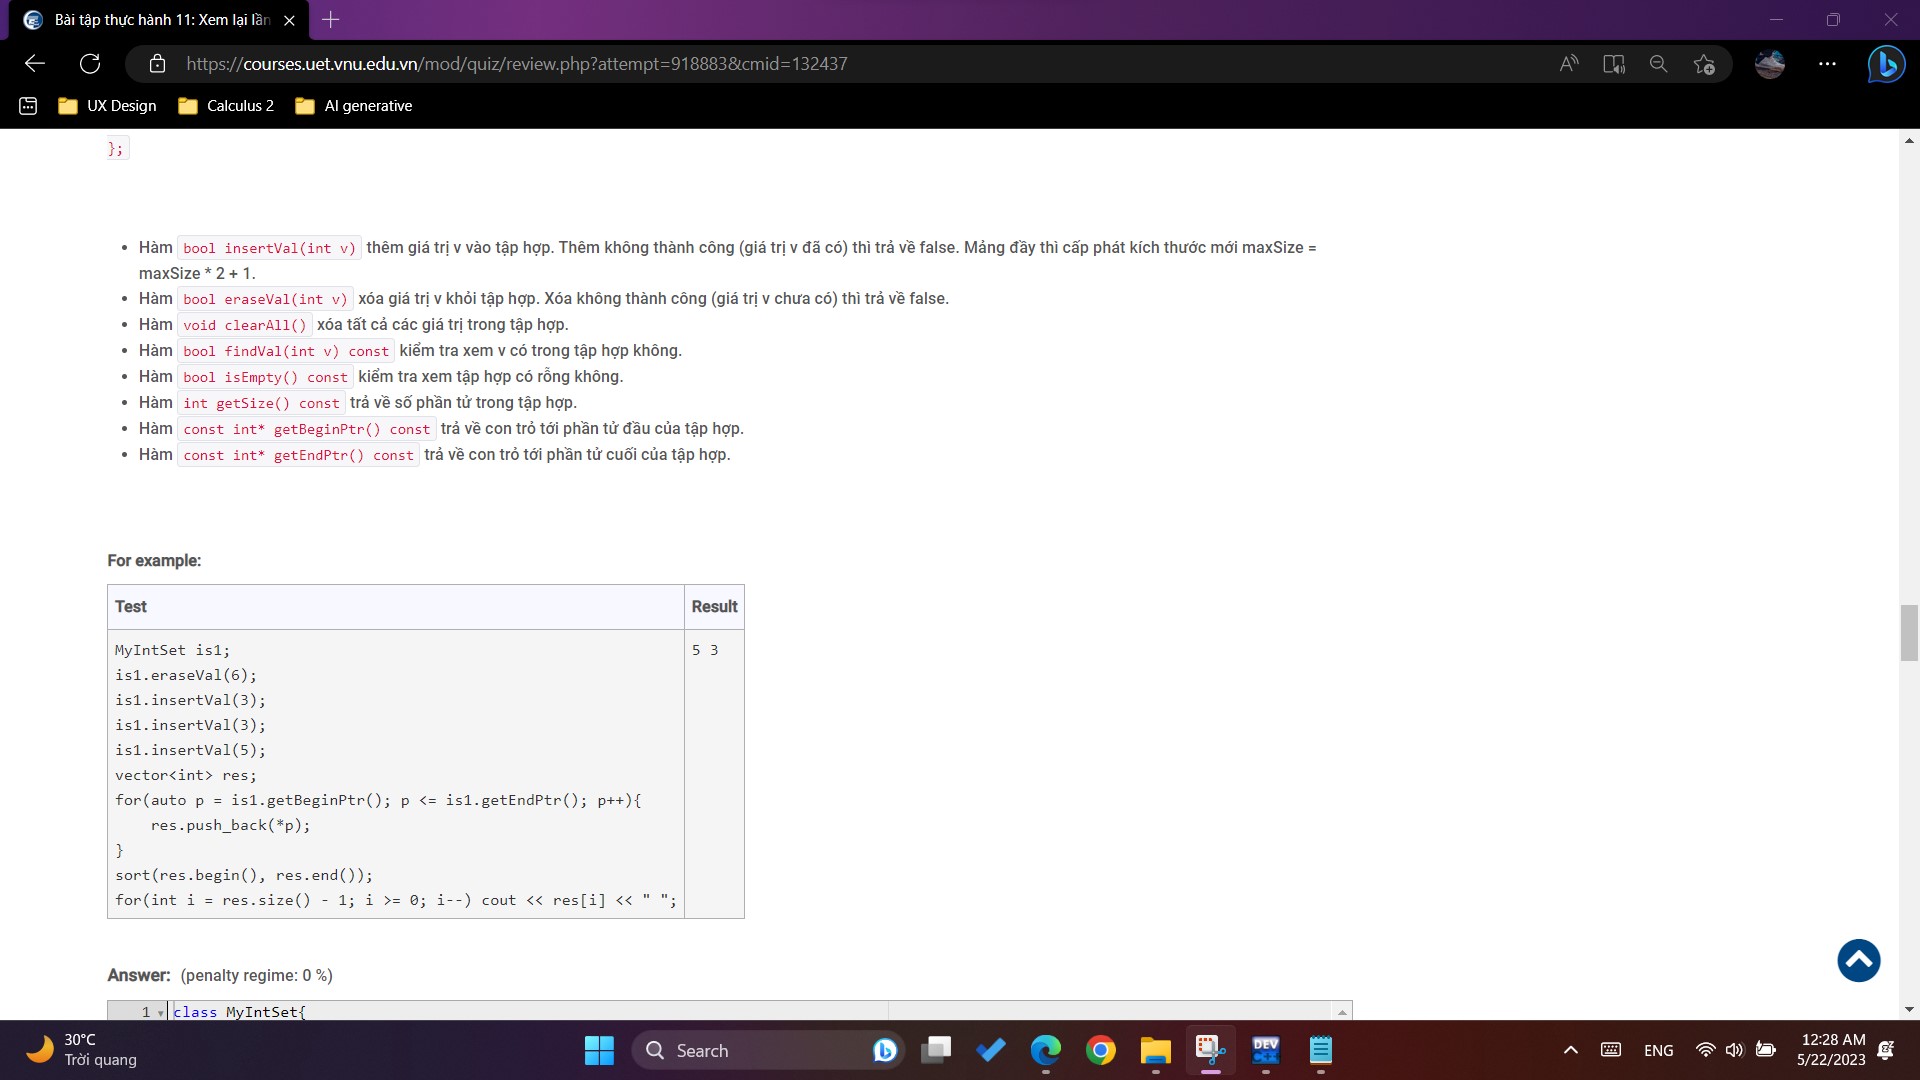 Bài tập thực hành 11: Xem lại lần
https://courses.uet.vnu.edu.vn/mod/quiz/review.php?attempt=918883&cmid=132437
UX Design
Calculus 2
AI generative
};
Hàm bool insertVal(int v) thêm giá trị v vào tập hợp. Thêm không thành công (giá trị v đã có) thì trả về false. Mảng đầy thì cấp phát kích thước mới maxSize =
maxSize * 2 + 1.
Hàm bool eraseVal(int v) xóa giá trị v khỏi tập hợp. Xóa không thành công (giá trị v chưa có) thì trả về false.
Hàm void clearAll() xóa tất cả các giá trị trong tập hợp.
Hàm bool findVal(int v) const kiểm tra xem v có trong tập hợp không.
Hàm bool isEmpty() const kiểm tra xem tập hợp có rỗng không.
Hàm int getSize() const trả về số phần tử trong tập hợp.
Hàm const int* getBeginPtr() const trả về con trỏ tới phần tử đầu của tập hợp.
Hàm const int* getEndPtr() const trả về con trỏ tới phần tử cuối của tập hợp.
For example:
Test
Result
MyIntSet is1;
5 3
is1.eraseVal(6);
is1.insertVal(3);
is1.insertVal(3);
is1.insertVal(5);
vector<int> res;
for(auto p = is1.getBeginPtr(); p <= is1.getEndPtr(); p++){
res.push_back(*p);
}
sort(res.begin(), res.end());
for(int i = res.size() - 1; i >= 0; i--) cout << res[i] << " ";
Answer: (penalty regime: 0 %)
1 class MyIntSet{
30°C
Trời quang
Search
DEV
ENG
12:28 AM
5/22/2023